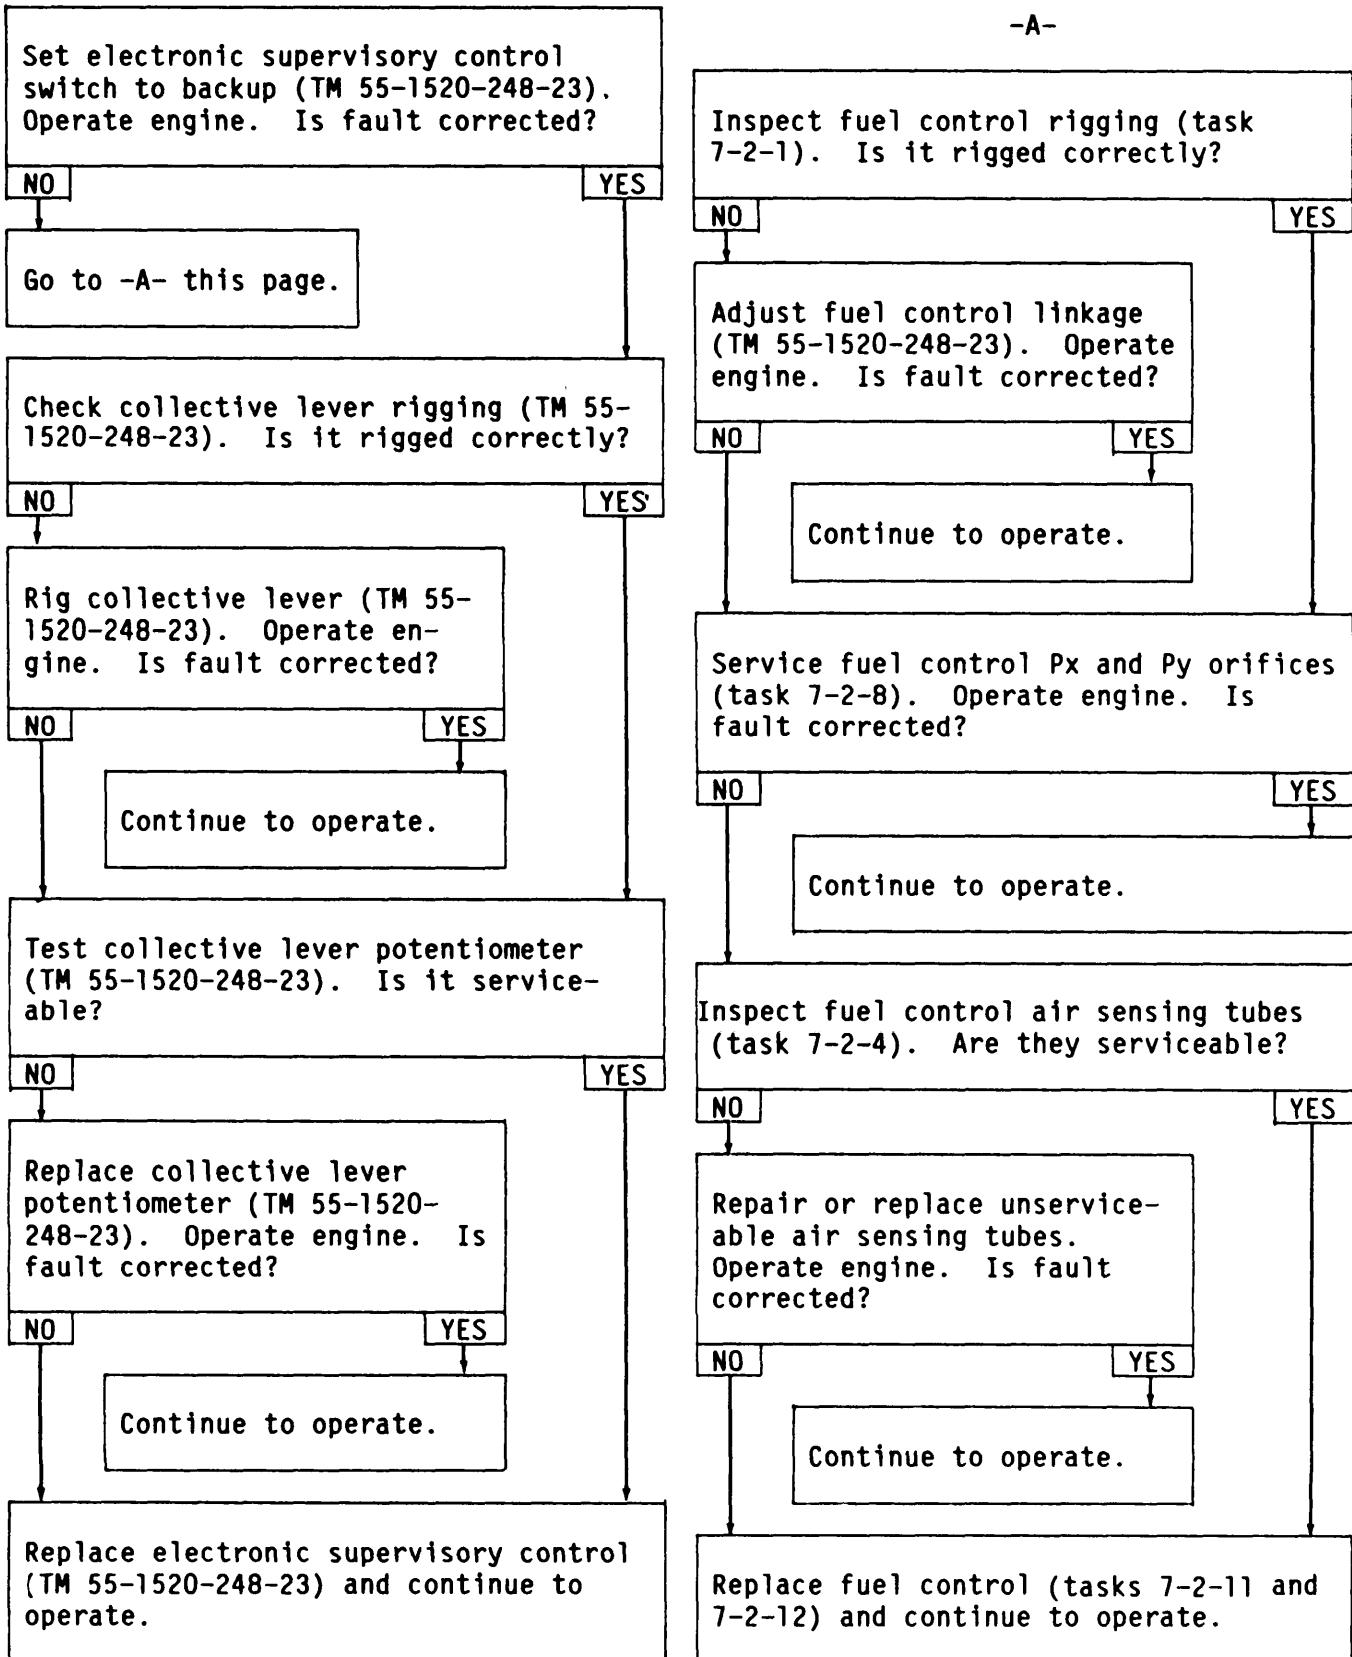 Set electronic supervisory control
switch to backup (TM 55-1520-248-23).
Operate engine. Is fault corrected?
NO
YES
Go to -A- this page.
Check collective lever rigging (TM 55-
1520-248-23). Is it rigged correctly?
NO
YES
Rig collective lever (TM 55-
1520-248-23). Operate en-
gine. Is fault corrected?
NO
YES
Continue to operate.
Test collective lever potentiometer
(TM 55-1520-248-23). Is it service-
able?
NO
YES
Replace collective lever
potentiometer (TM 55-1520-
248-23). Operate engine. Is
fault corrected?
NO
YES
Continue to operate.
Replace electronic supervisory control
(TM 55-1520-248-23) and continue to
operate.
-A-
Inspect fuel control rigging (task
7-2-1). Is it rigged correctly?
NO
YES
Adjust fuel control linkage
(TM 55-1520-248-23). Operate
engine. Is fault corrected?
NO
YES
Continue to operate.
Service fuel control Px and Py orifices
(task 7-2-8). Operate engine. Is
fault corrected?
NO
YES
Continue to operate.
Inspect fuel control air sensing tubes
(task 7-2-4). Are they serviceable?
NO
YES
Repair or replace unservice-
able air sensing tubes.
Operate engine. Is fault
corrected?
NO
YES
Continue to operate.
Replace fuel control (tasks 7-2-11 and
7-2-12) and continue to operate.